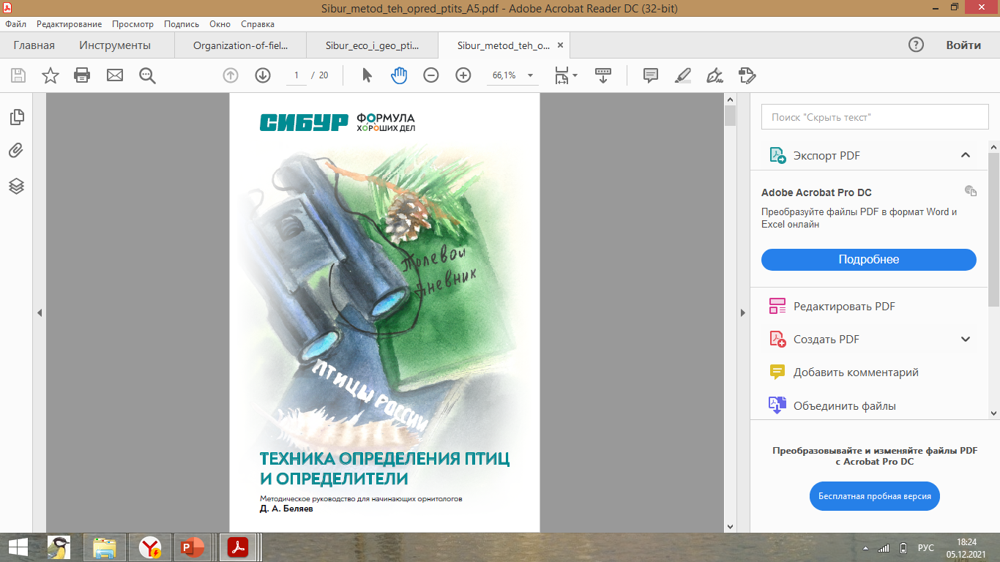 Sibur_metod_teh_opred_ptits_A5.pdf - Adobe Acrobat Reader DC (32-bit)
Файл Редактирование Просмотр Подпись Окно Справка
Главная Инструменты Organization-of-fiel... Sibur_eco_i_geo_pti... Sibur_metod_teh_o... Войти
1 / 20 66,1%
СИБУР ФОРМУЛА
ХОРОШИХ ДЕЛ
Полевой
дневник
ПТИЦЫ РОССИИ
ТЕХНИКА ОПРЕДЕЛЕНИЯ ПТИЦ
И ОПРЕДЕЛИТЕЛИ
Методическое руководство для начинающих орнитологов
Д. А. Беляев
Поиск "Скрыть текст"
Экспорт PDF
Adobe Acrobat Pro DC
Преобразуйте файлы PDF в формат Word и
Excel онлайн
Подробнее
Редактировать PDF
Создать PDF
Добавить комментарий
Объединить файлы
Преобразовывайте и изменяйте файлы PDF
с Acrobat Pro DC
Бесплатная пробная версия
РУС
18:24
05.12.2021